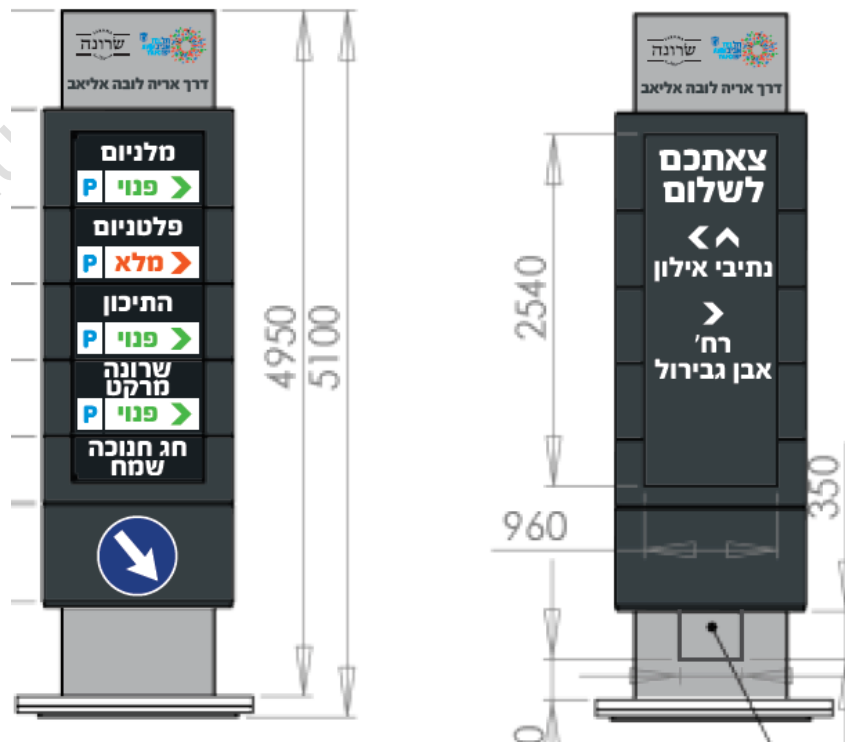 שרונה
דרך אריה לובה אליאב
מלניום
P פנוי
פלטניום
P מלא
התיכון
P פנוי
שרונה
מרקט
P פנוי
חג חנוכה
שמח
4950
5100
שרונה
דרך אריה לובה אליאב
צאתכם
לשלום
נתיבי אילון
רח'
אבן גבירול
2540
960
350